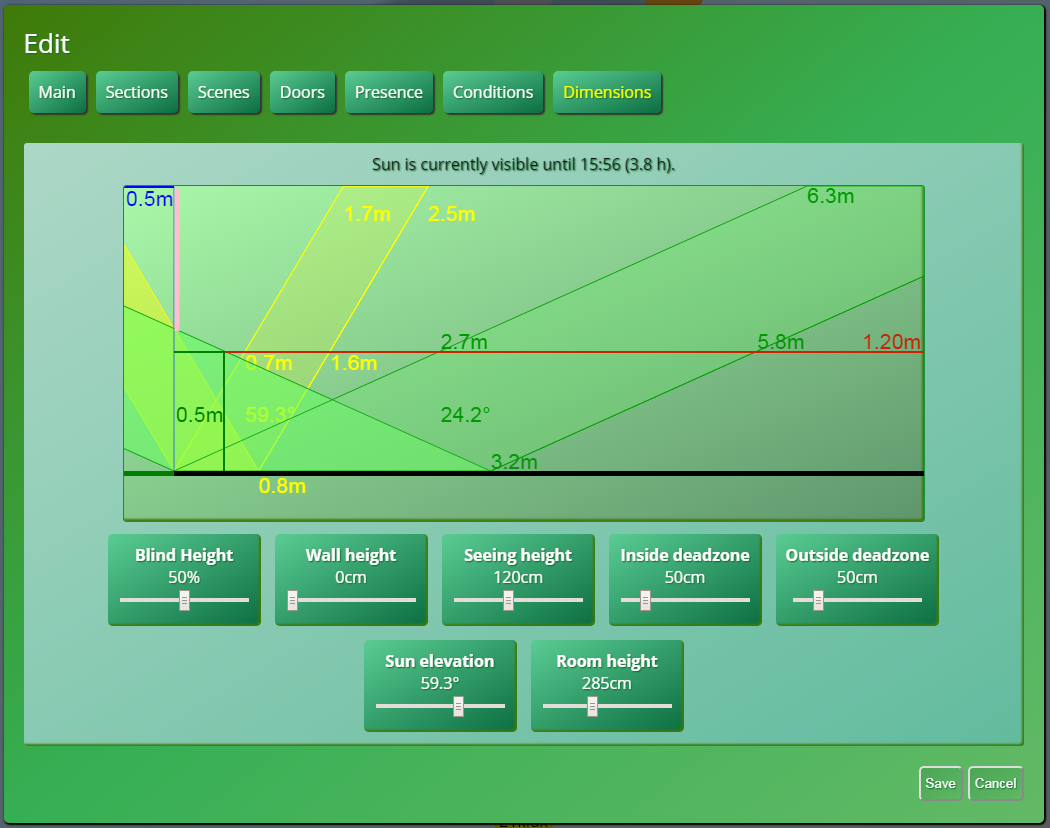 Edit
Main Sections Scenes Doors Presence Conditions Dimensions
Sun is currently visible until 15:56 (3.8 h).
0.5m 6.3m
1.7m 2.5m
2.7m 5.8m 1.20m
0.7m 1.6m
0.5m 59.3° 24.2°
3.2m
0.8m
Blind Height Wall height Seeing height Inside deadzone Outside deadzone
50% 0cm 120cm 50cm 50cm
Sun elevation Room height
59.3° 285cm
Save Cancel